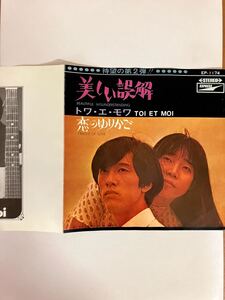 待望の第2弾!!
EP-1174
美しい誤解
STEREO
EXPRESS
BEAUTIFUL MISUNDERSTANDING
トワ・エ・モワ TOI ET MOI
恋のゆりかご
CRADLE OF LOVE
oi